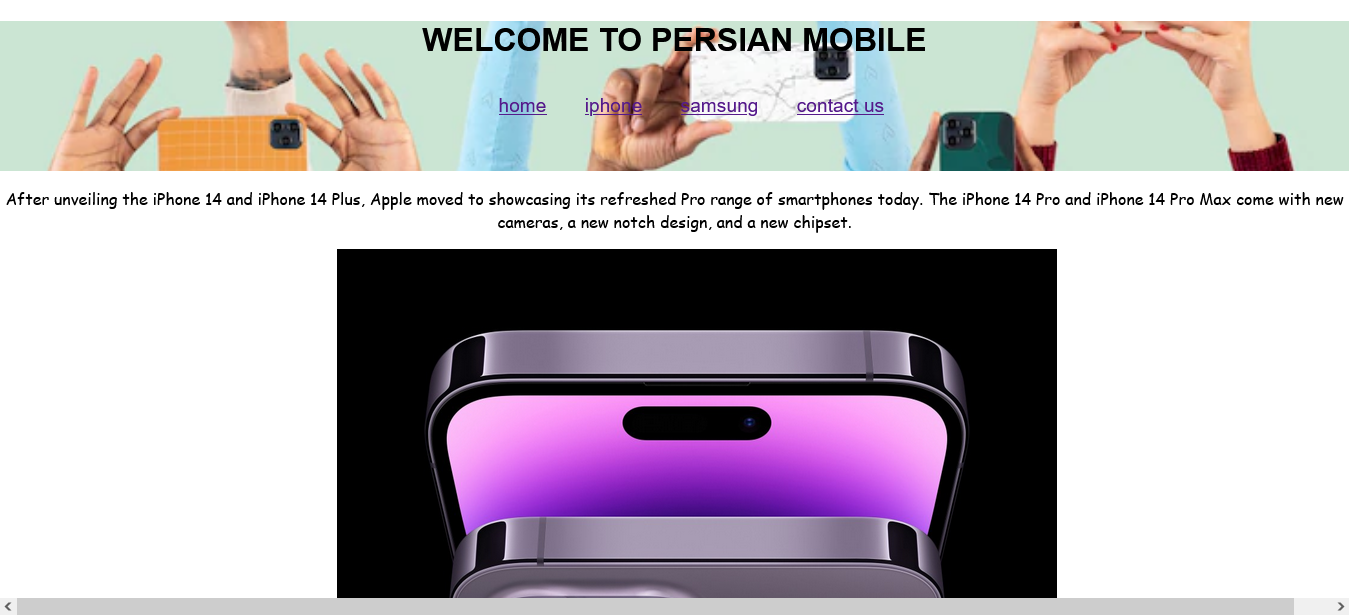 WELCOME TO PERSIAN MOBILE
home iphone samsung contact us
After unveiling the iPhone 14 and iPhone 14 Plus, Apple moved to showcasing its refreshed Pro range of smartphones today. The iPhone 14 Pro and iPhone 14 Pro Max come with new
cameras, a new notch design, and a new chipset.